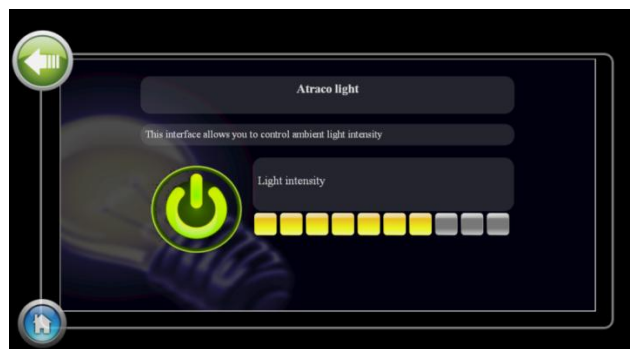 Atraco light
This interface allows you to control ambient light intensity
Light intensity